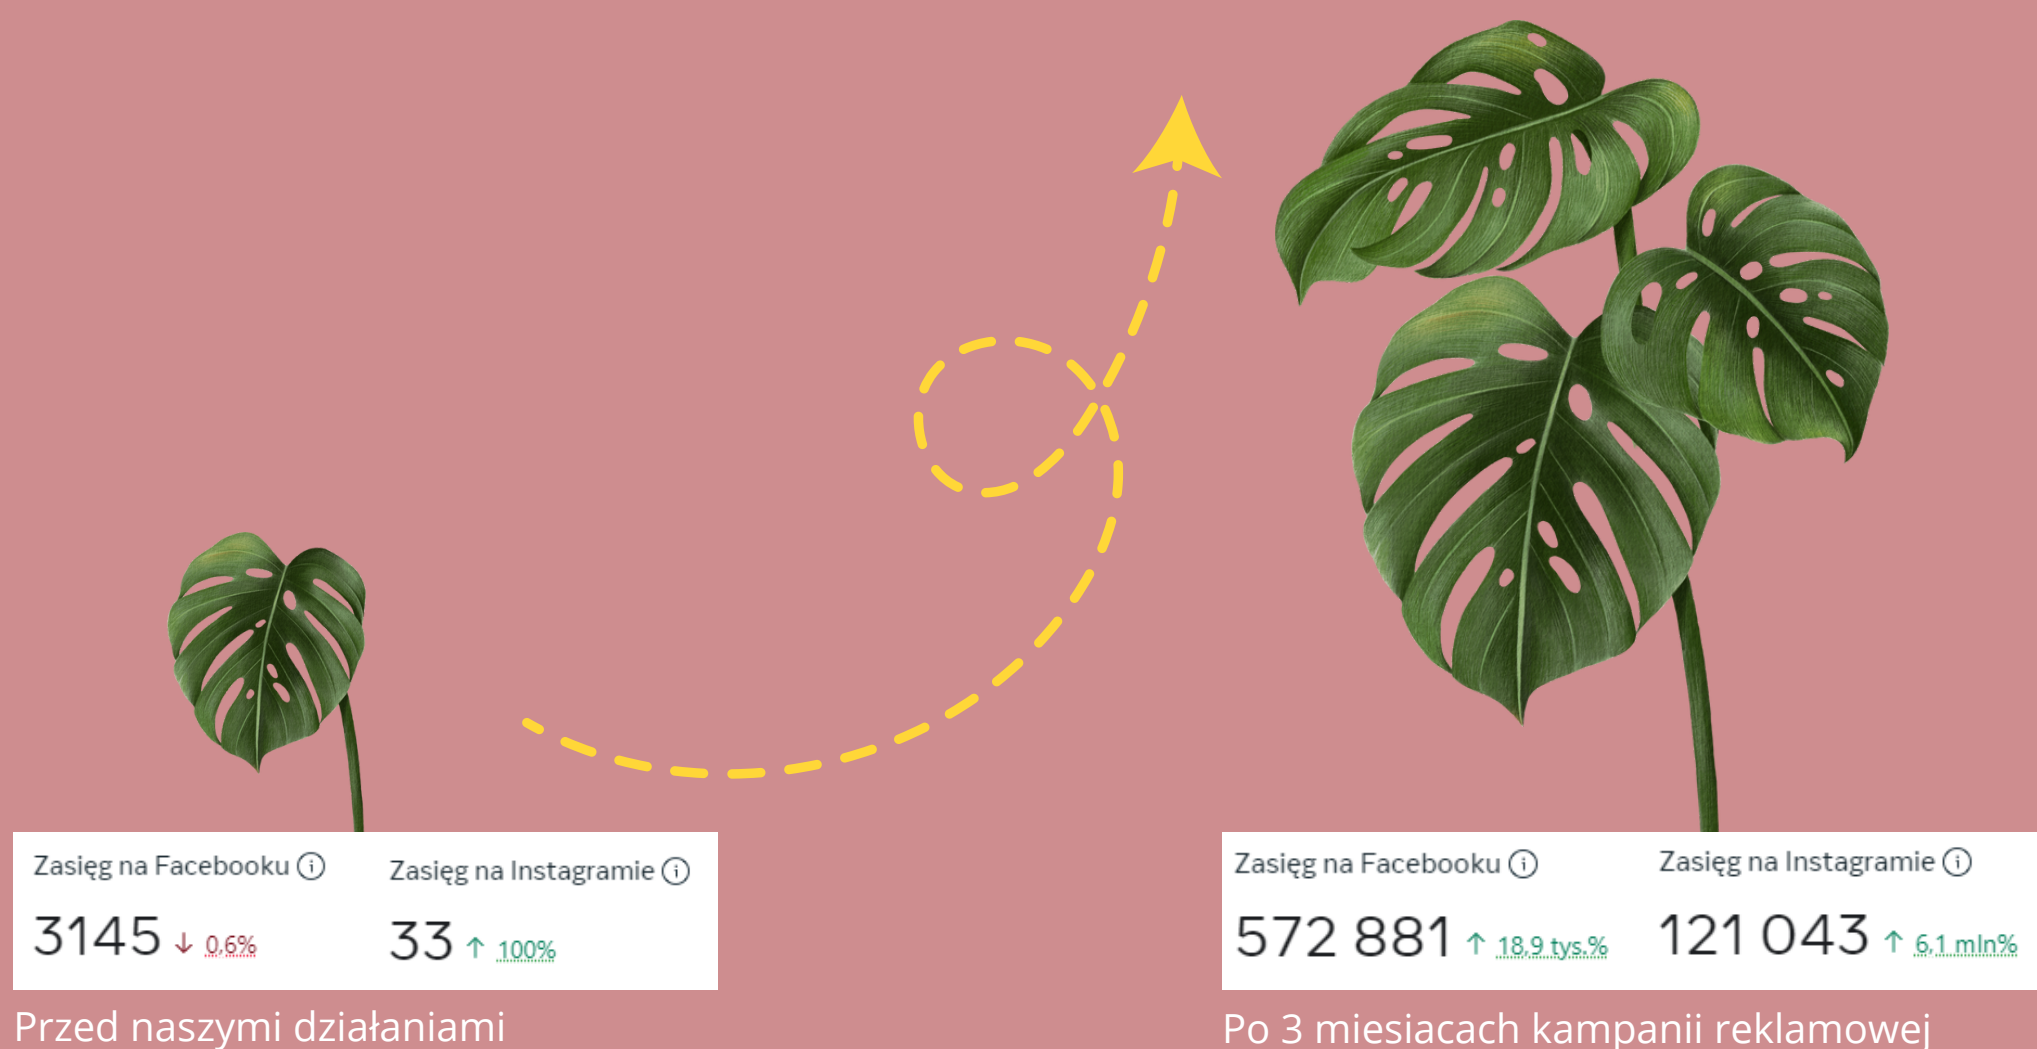 Zasięg na Facebooku
3145 ↓ 0,6%
Zasięg na Instagramie
33 ↑ 100%
Przed naszymi działaniami
Zasięg na Facebooku
572 881 ↑ 18,9 tys.%
Zasięg na Instagramie
121 043 ↑ 6,1 mln%
Po 3 miesiacach kampanii reklamowej